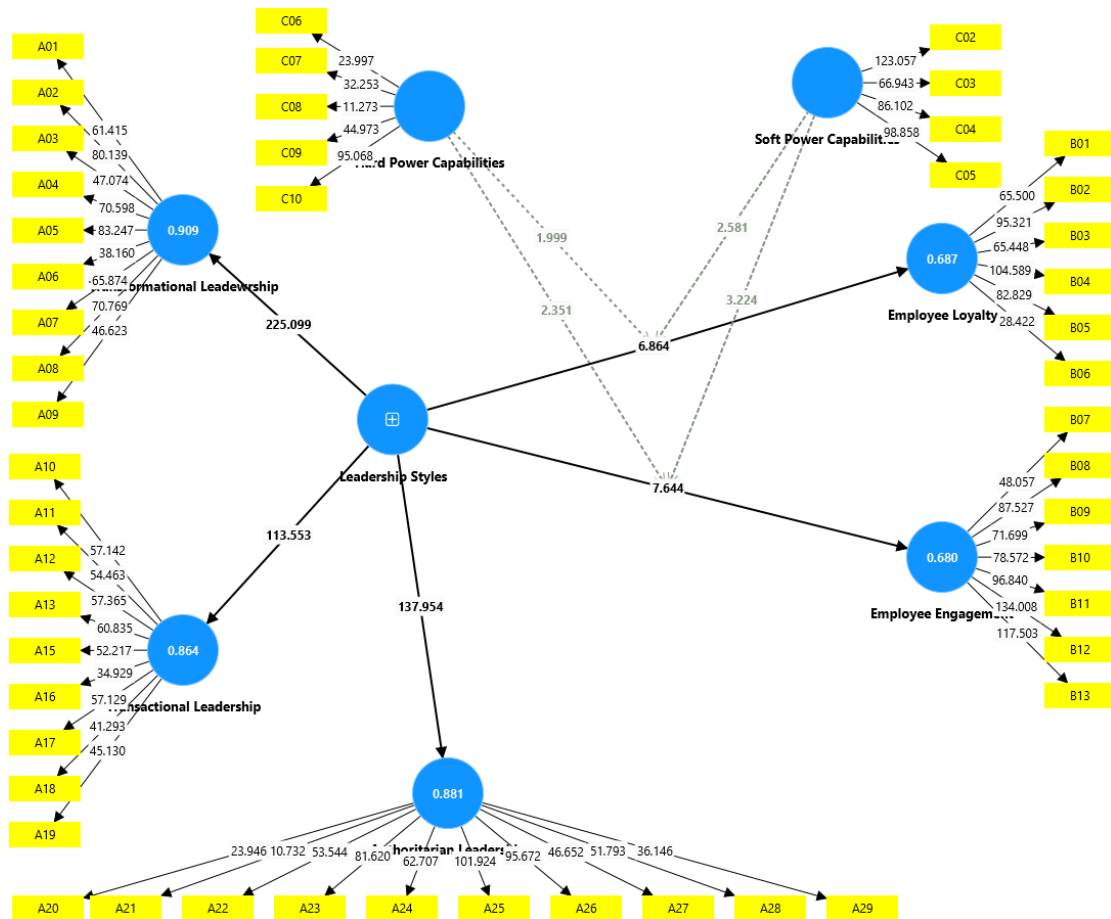 C06
C07
C08
C09
C10
23.997
32.253
11.273
44.973
95.068
Power Capabilities
C02
C03
C04
C05
123.057
66.943
86.102
98.858
Soft Power
A01
A02
A03
A04
A05
A06
A07
A08
A09
61.415
80.139
47.074
70.598
83.247
38.160
65.874
70.769
46.623
0.909
Leadewrship
B01
B02
B03
B04
B05
B06
65.500
95.321
65.448
104.589
82.829
28.422
0.687
Employee Loyalty
1.999
2.581
2.351
3.224
225.099
6.864
7.644
113.553
137.954
Leadership Styles
B07
B08
B09
B10
B11
B12
B13
48.057
87.527
71.699
78.572
96.840
134.008
117.503
0.680
Employee
A10
A11
A12
A13
A15
A16
A17
A18
A19
57.142
54.463
57.365
60.835
52.217
34.929
57.129
41.293
45.130
0.864
Leadership
0.881
23.946
10.732
53.544
81.620
62.707
101.924
95.672
46.652
51.793
36.146
A20
A21
A22
A23
A24
A25
A26
A27
A28
A29